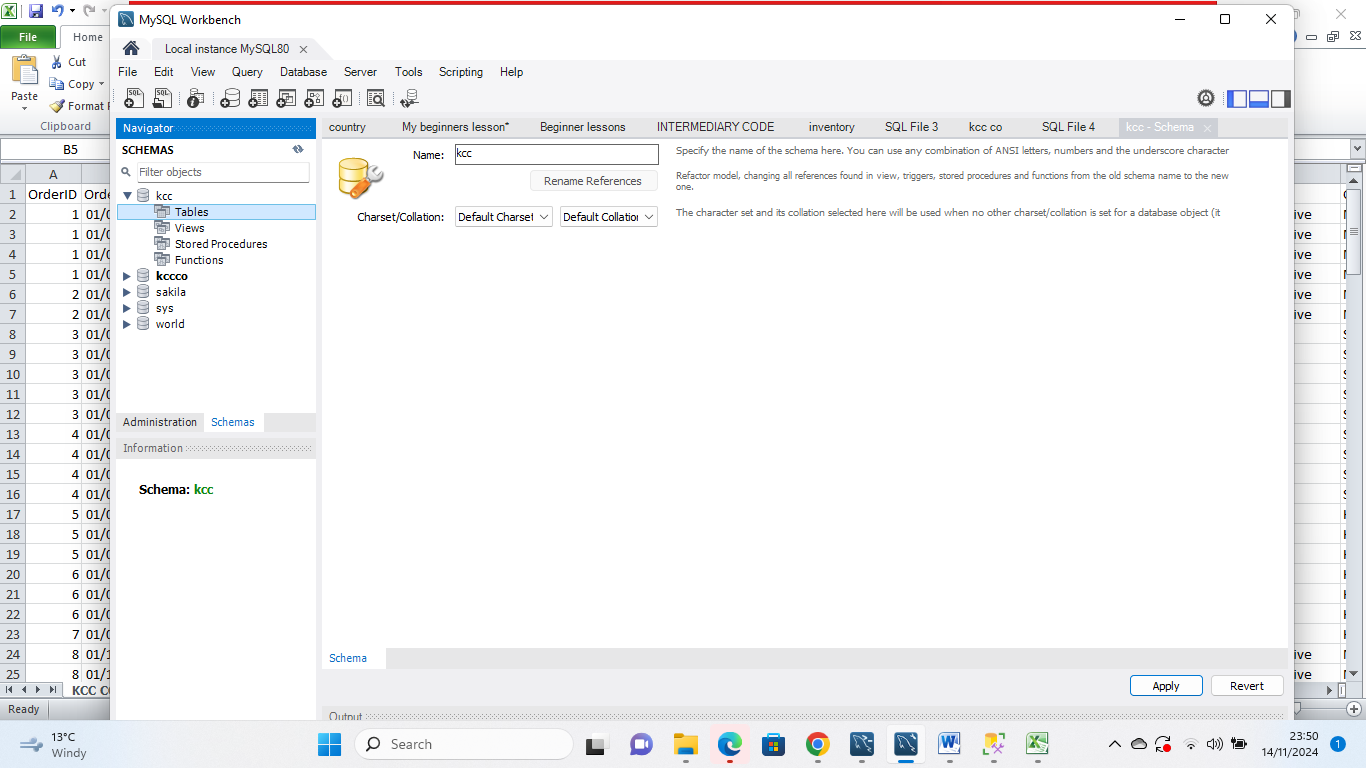 MySQL Workbench
File Home
Local instance MySQL80
Cut
Copy
Paste
Format
Clipboard
B5
File Edit View Query Database Server Tools Scripting Help
Navigator
SCHEMAS
Filter objects
kcc
Tables
Views
Stored Procedures
Functions
kccco
sakila
sys
world
Administration Schemas
Information
Schema: kcc
country My beginners lesson* Beginner lessons INTERMEDIARY CODE inventory SQL File 3 kcc co SQL File 4 kcc - Schema
Name: kcc
Specify the name of the schema here. You can use any combination of ANSI letters, numbers and the underscore character
Rename References
Refactor model, changing all references found in view, triggers, stored procedures and functions from the old schema name to the new
one.
Charset/Collation: Default Charset Default Collation
The character set and its collation selected here will be used when no other charset/collation is set for a database object (it
Schema
Apply Revert
Output
A
1 OrderID Orde
2 1 01/0
3 1 01/0
4 1 01/0
5 1 01/0
6 2 01/0
7 2 01/0
8 3 01/0
9 3 01/0
10 3 01/0
11 3 01/0
12 3 01/0
13 4 01/0
14 4 01/0
15 4 01/0
16 4 01/0
17 5 01/0
18 5 01/0
19 5 01/0
20 6 01/0
21 6 01/0
22 6 01/0
23 7 01/0
24 8 01/1
25 8 01/1
ive
ive
ive
ive
ive
ive
ive
ive
KCC CO
Ready
13°C
Windy
Search
23:50
14/11/2024
1